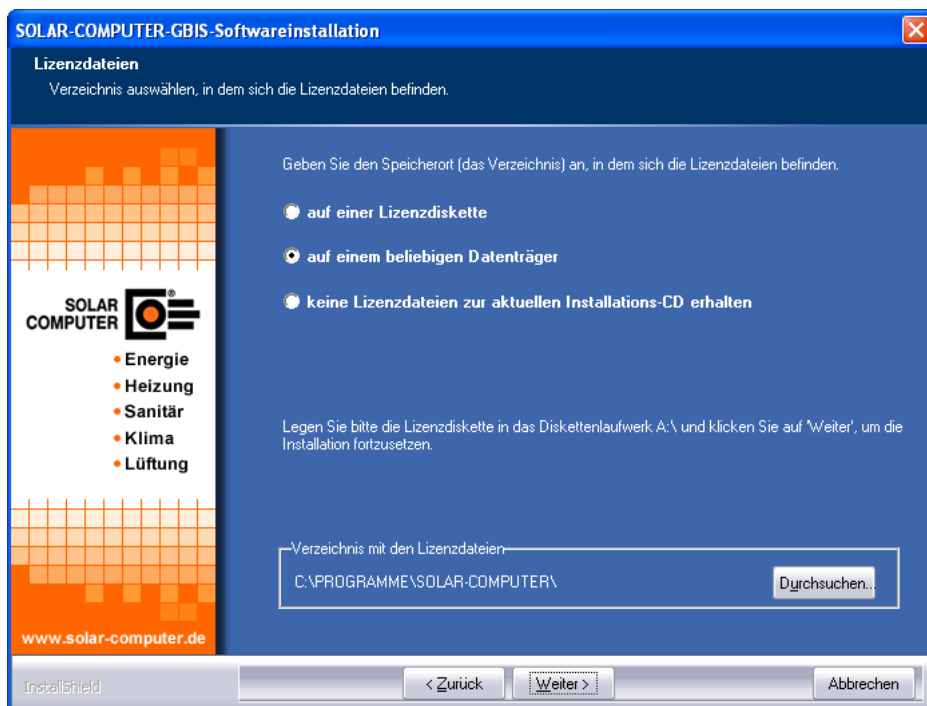 SOLAR-COMPUTER-GBIS-Softwareinstallation
Lizenzdateien
Verzeichnis auswählen, in dem sich die Lizenzdateien befinden.
Geben Sie den Speicherort (das Verzeichnis) an, in dem sich die Lizenzdateien befinden.
auf einer Lizenzdiskette
auf einem beliebigen Datenträger
keine Lizenzdateien zur aktuellen Installations-CD erhalten
SOLAR
COMPUTER
®
• Energie
• Heizung
• Sanitär
• Klima
• Lüftung
Legen Sie bitte die Lizenzdiskette in das Diskettenlaufwerk A:\ und klicken Sie auf 'Weiter', um die
Installation fortzusetzen.
Verzeichnis mit den Lizenzdateien
C:\PROGRAMME\SOLAR-COMPUTER\
Durchsuchen...
www.solar-computer.de
InstallShield
< Zurück
Weiter >
Abbrechen